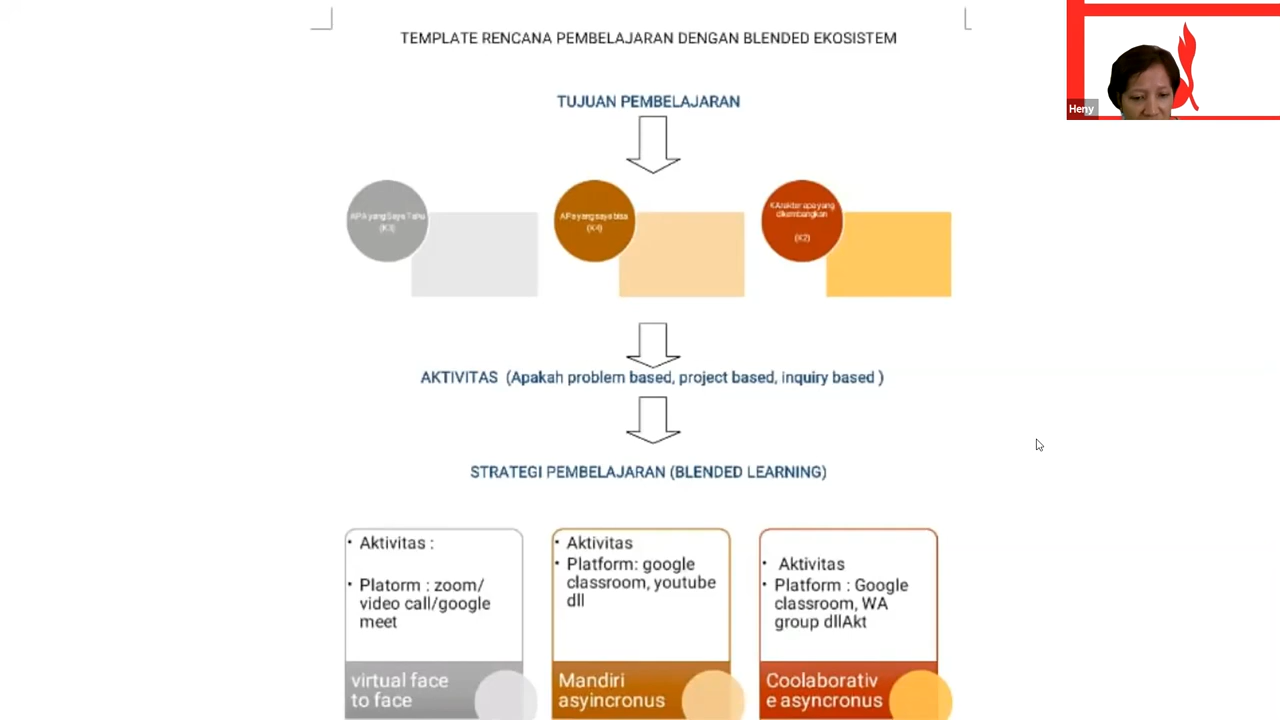 TEMPLATE RENCANA PEMBELAJARAN DENGAN BLENDED EKOSISTEM
Heny
TUJUAN PEMBELAJARAN
APA yang Saya Tahu
(K3)
APa yang saya bisa
(K4)
KArakter apa yang
dikembangkan
(K2)
AKTIVITAS (Apakah problem based, project based, inquiry based )
STRATEGI PEMBELAJARAN (BLENDED LEARNING)
• Aktivitas :
• Platorm : zoom/
video call/google
meet
virtual face
to face
• Aktivitas
• Platform: google
classroom, youtube
dll
Mandiri
asyincronus
• Aktivitas
• Platform : Google
classroom, WA
group dllAkt
Coolaborativ
e asyncronus